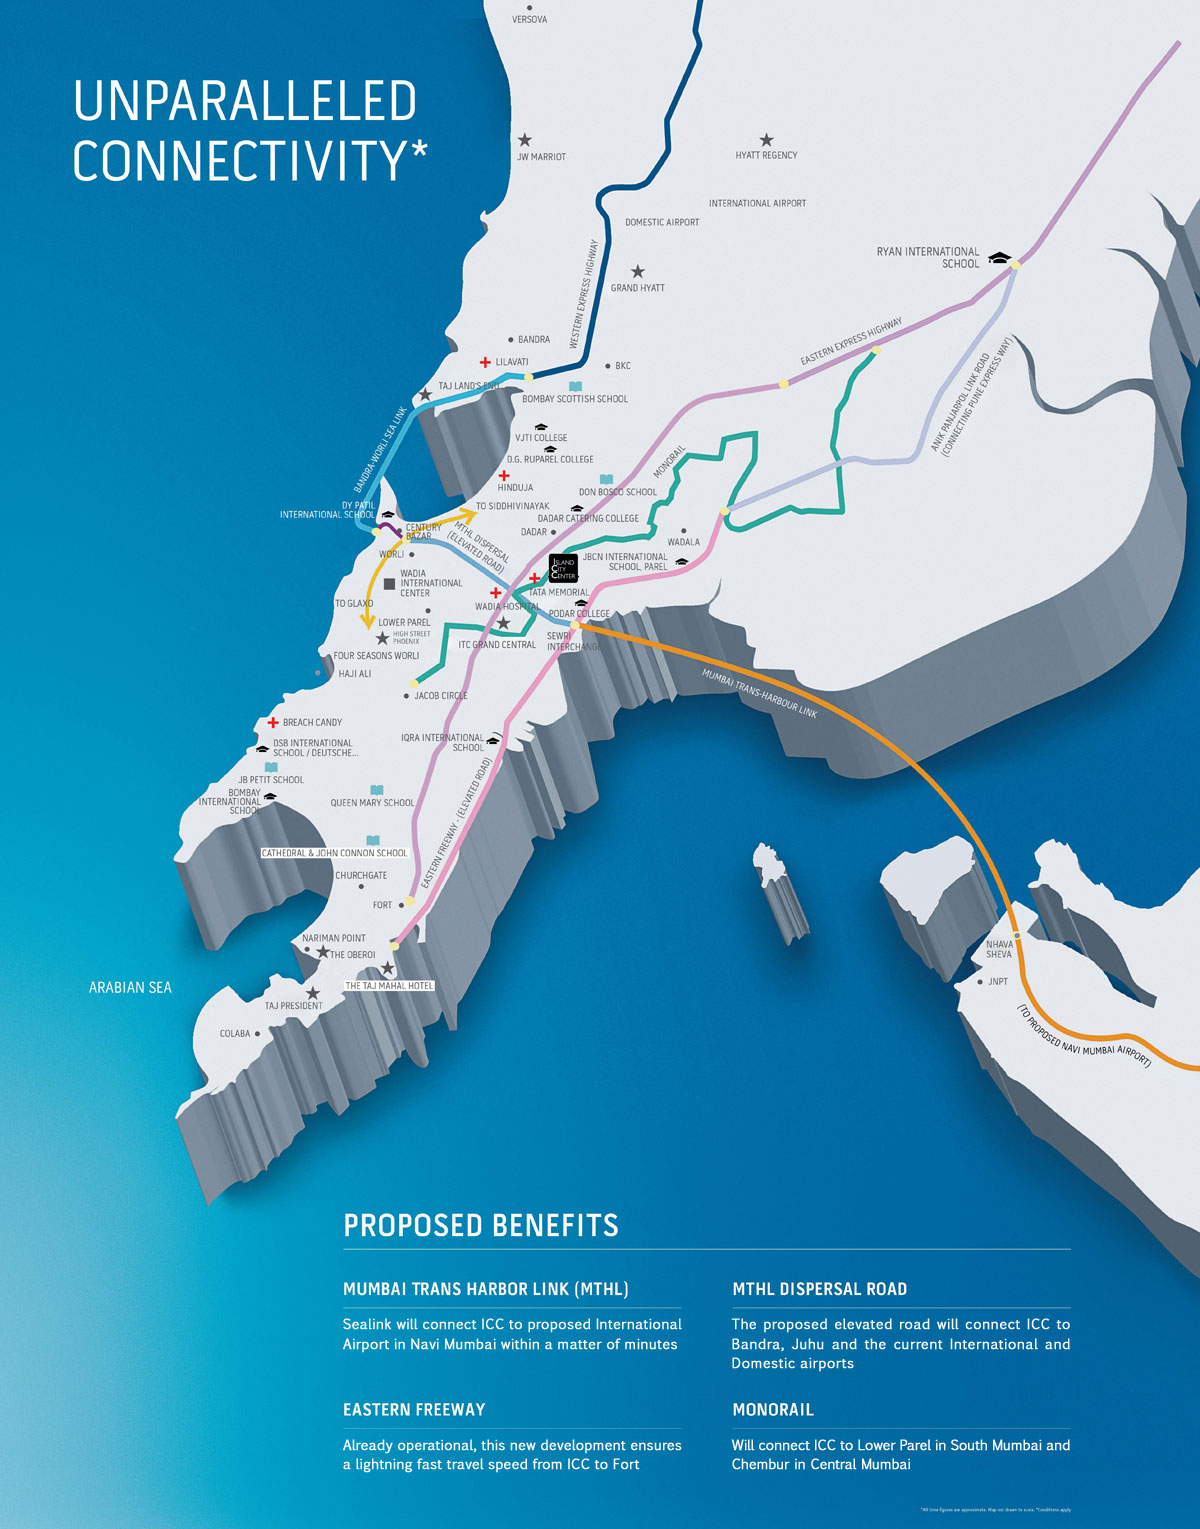 VERSOVA
UNPARALLELED
CONNECTIVITY*
JW MARRIOT
HYATT REGENCY
INTERNATIONAL AIRPORT
DOMESTIC AIRPORT
RYAN INTERNATIONAL
SCHOOL
WESTERN EXPRESS HIGHWAY
GRAND HYATT
EASTERN EXPRESS HIGHWAY
BANDRA
LILAVATI
BKC
ANIK PANJARPOL LINK ROAD
(CONNECTING PUNE EXPRESS WAY)
TAJ LAND'S END
BOMBAY SCOTTISH SCHOOL
BANDRA-WORLI SEA LINK
VJTI COLLEGE
D.G. RUPAREL COLLEGE
MONORAIL
HINDUJA
DON BOSCO SCHOOL
DY PATIL
INTERNATIONAL SCHOOL
TO SIDDHIVINAYAK
DADAR CATERING COLLEGE
CENTURY
BAZAR
MTHL DISPERSAL
(ELEVATED ROAD)
DADAR
WADALA
WORLI
ISLAND
CITY
CENTER
JBCN INTERNATIONAL
SCHOOL, PAREL
WADIA
INTERNATIONAL
CENTER
TATA MEMORIAL
TO GLAXO
WADIA HOSPITAL
PODAR COLLEGE
LOWER PAREL
HIGH STREET
PHOENIX
ITC GRAND CENTRAL
SEWRI
INTERCHANGE
FOUR SEASONS WORLI
HAJI ALI
MUMBAI TRANS-HARBOUR LINK
JACOB CIRCLE
BREACH CANDY
IQRA INTERNATIONAL
SCHOOL
DSB INTERNATIONAL
SCHOOL / DEUTSCHE...
JB PETIT SCHOOL
BOMBAY
INTERNATIONAL
SCHOOL
QUEEN MARY SCHOOL
EASTERN FREEWAY - (ELEVATED ROAD)
CATHEDRAL & JOHN CONNON SCHOOL
CHURCHGATE
FORT
NARIMAN POINT
THE OBEROI
NHAVA
SHEVA
JNPT
ARABIAN SEA
THE TAJ MAHAL HOTEL
TAJ PRESIDENT
COLABA
(TO PROPOSED NAVI MUMBAI AIRPORT)
PROPOSED BENEFITS
MUMBAI TRANS HARBOR LINK (MTHL)
Sealink will connect ICC to proposed International
Airport in Navi Mumbai within a matter of minutes
MTHL DISPERSAL ROAD
The proposed elevated road will connect ICC to
Bandra, Juhu and the current International and
Domestic airports
EASTERN FREEWAY
Already operational, this new development ensures
a lightning fast travel speed from ICC to Fort
MONORAIL
Will connect ICC to Lower Parel in South Mumbai and
Chembur in Central Mumbai
*All time figures are approximate. Map not drawn to scale. *Conditions apply